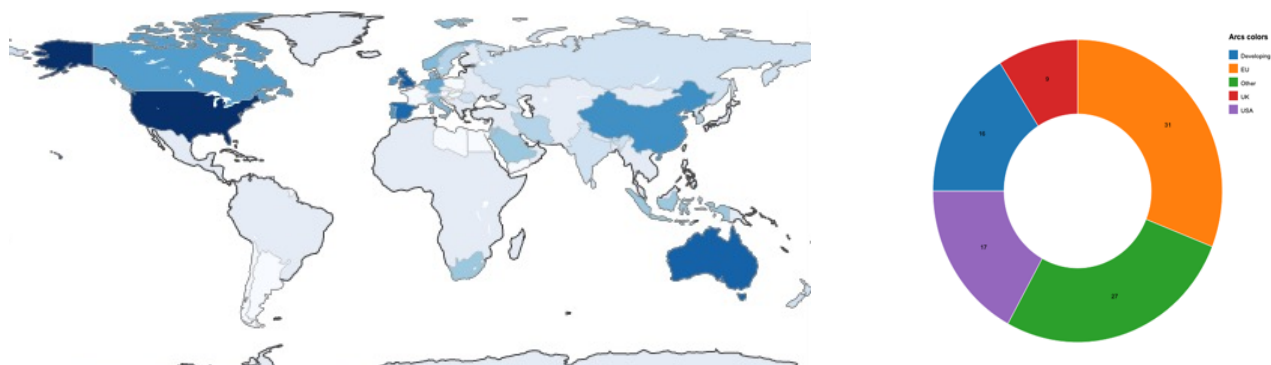 Arcs colors
Developing
EU
Other
UK
USA
9
31
16
17
27